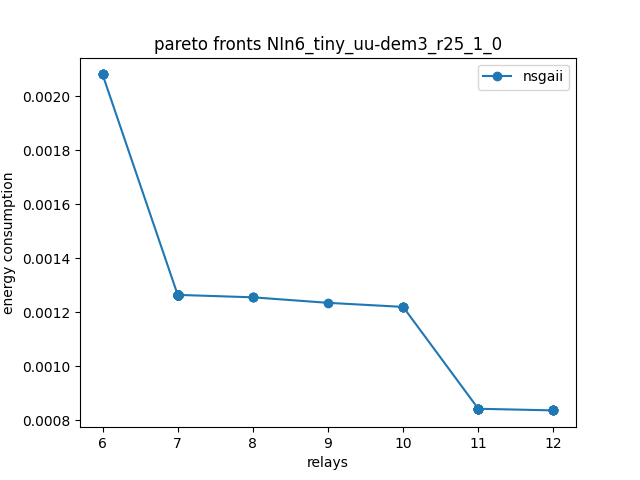 pareto fronts NIn6_tiny_uu-dem3_r25_1_0
nsgaii
energy consumption
0.0020
0.0018
0.0016
0.0014
0.0012
0.0010
0.0008
6 7 8 9 10 11 12
relays